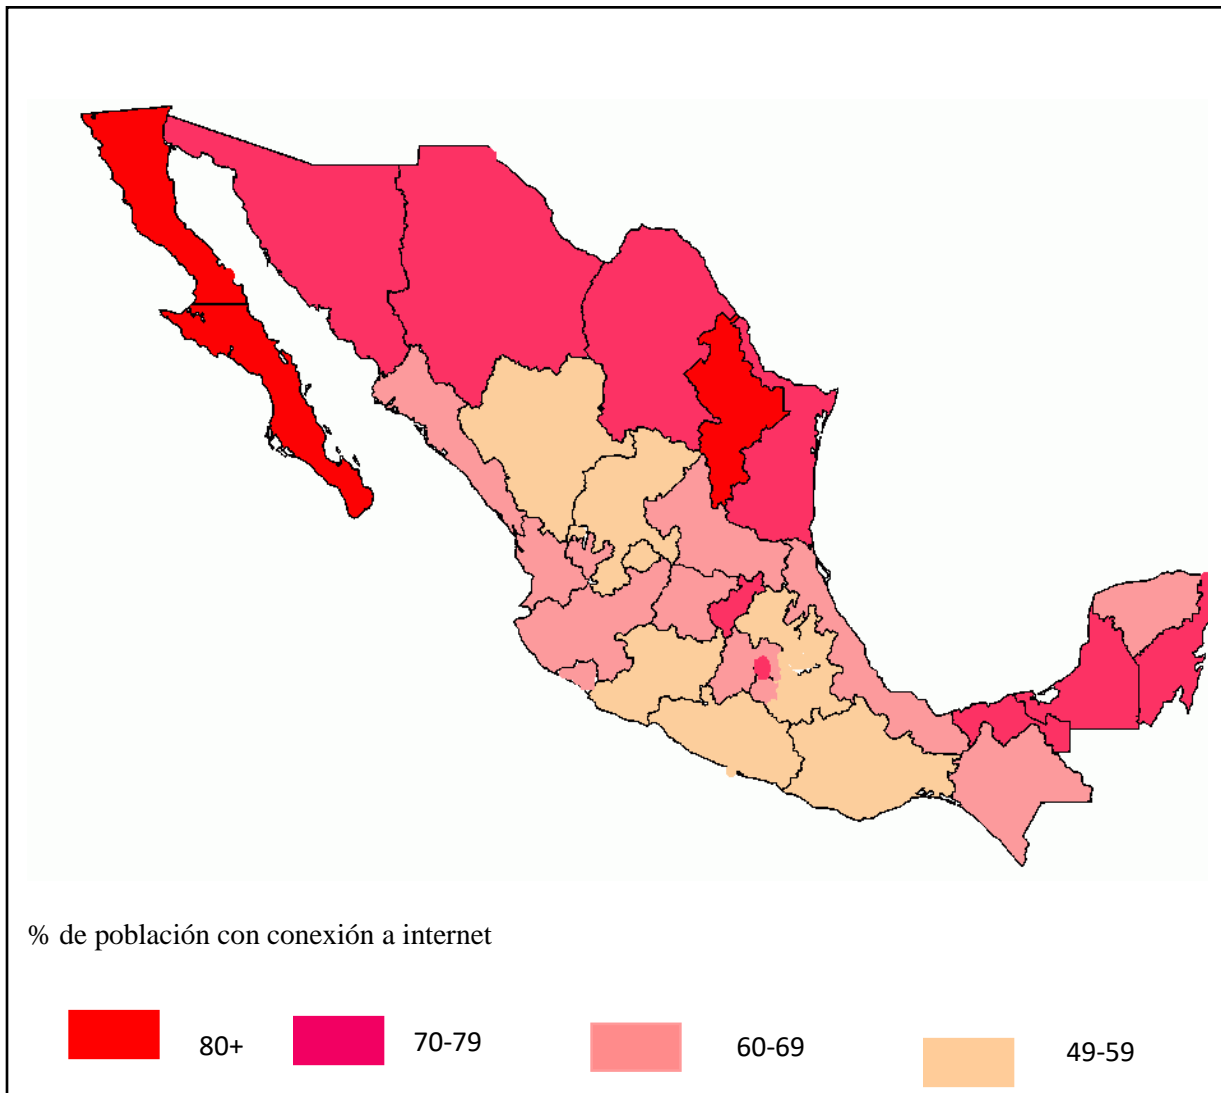 % de población con conexión a internet
80+
70-79
60-69
49-59